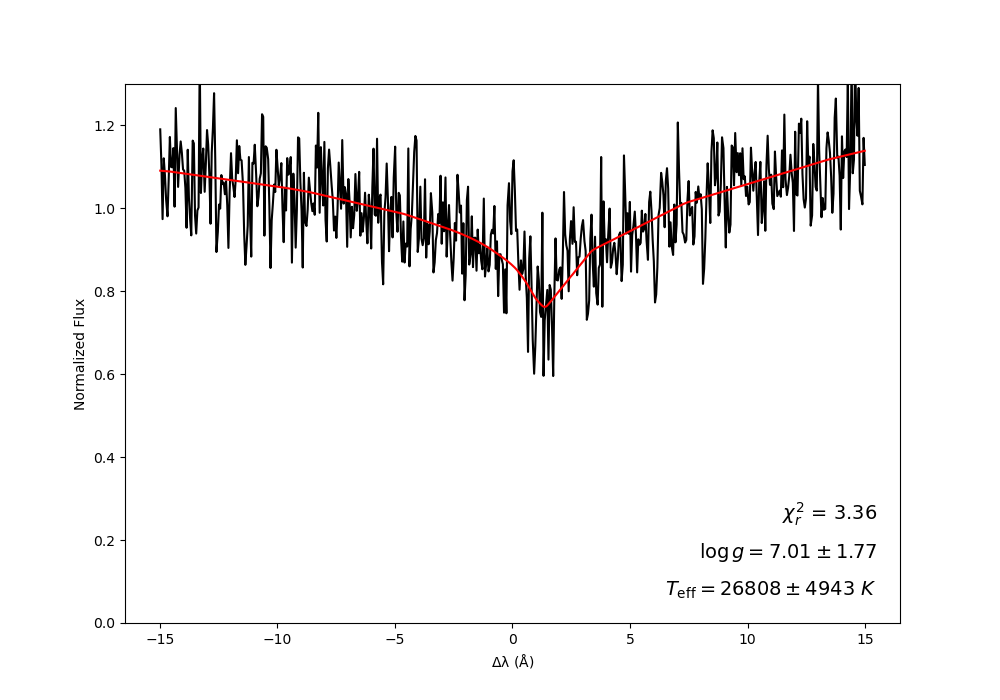 1.2
1.0
0.8
0.6
0.4
0.2
0.0
Normalized Flux
χ²ᵣ = 3.36
log g = 7.01 ± 1.77
T_eff = 26808 ± 4943 K
−15 −10 −5 0 5 10 15
Δλ (Å)